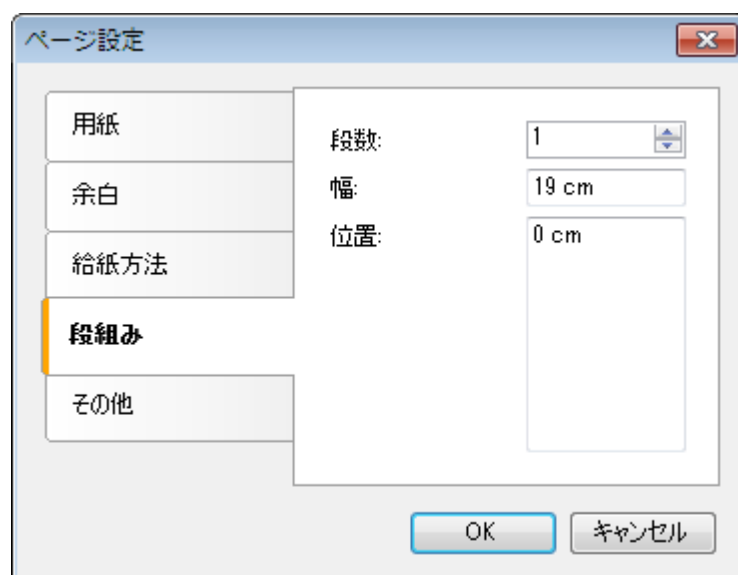 ページ設定
用紙
余白
給紙方法
段組み
その他
段数: 1
幅: 19 cm
位置: 0 cm
OK キャンセル